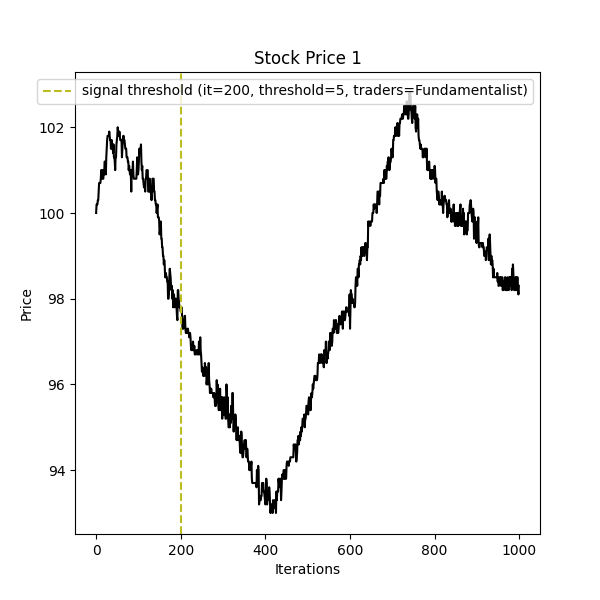 Stock Price 1
signal threshold (it=200, threshold=5, traders=Fundamentalist)
102
100
98
96
94
Price
0 200 400 600 800 1000
Iterations